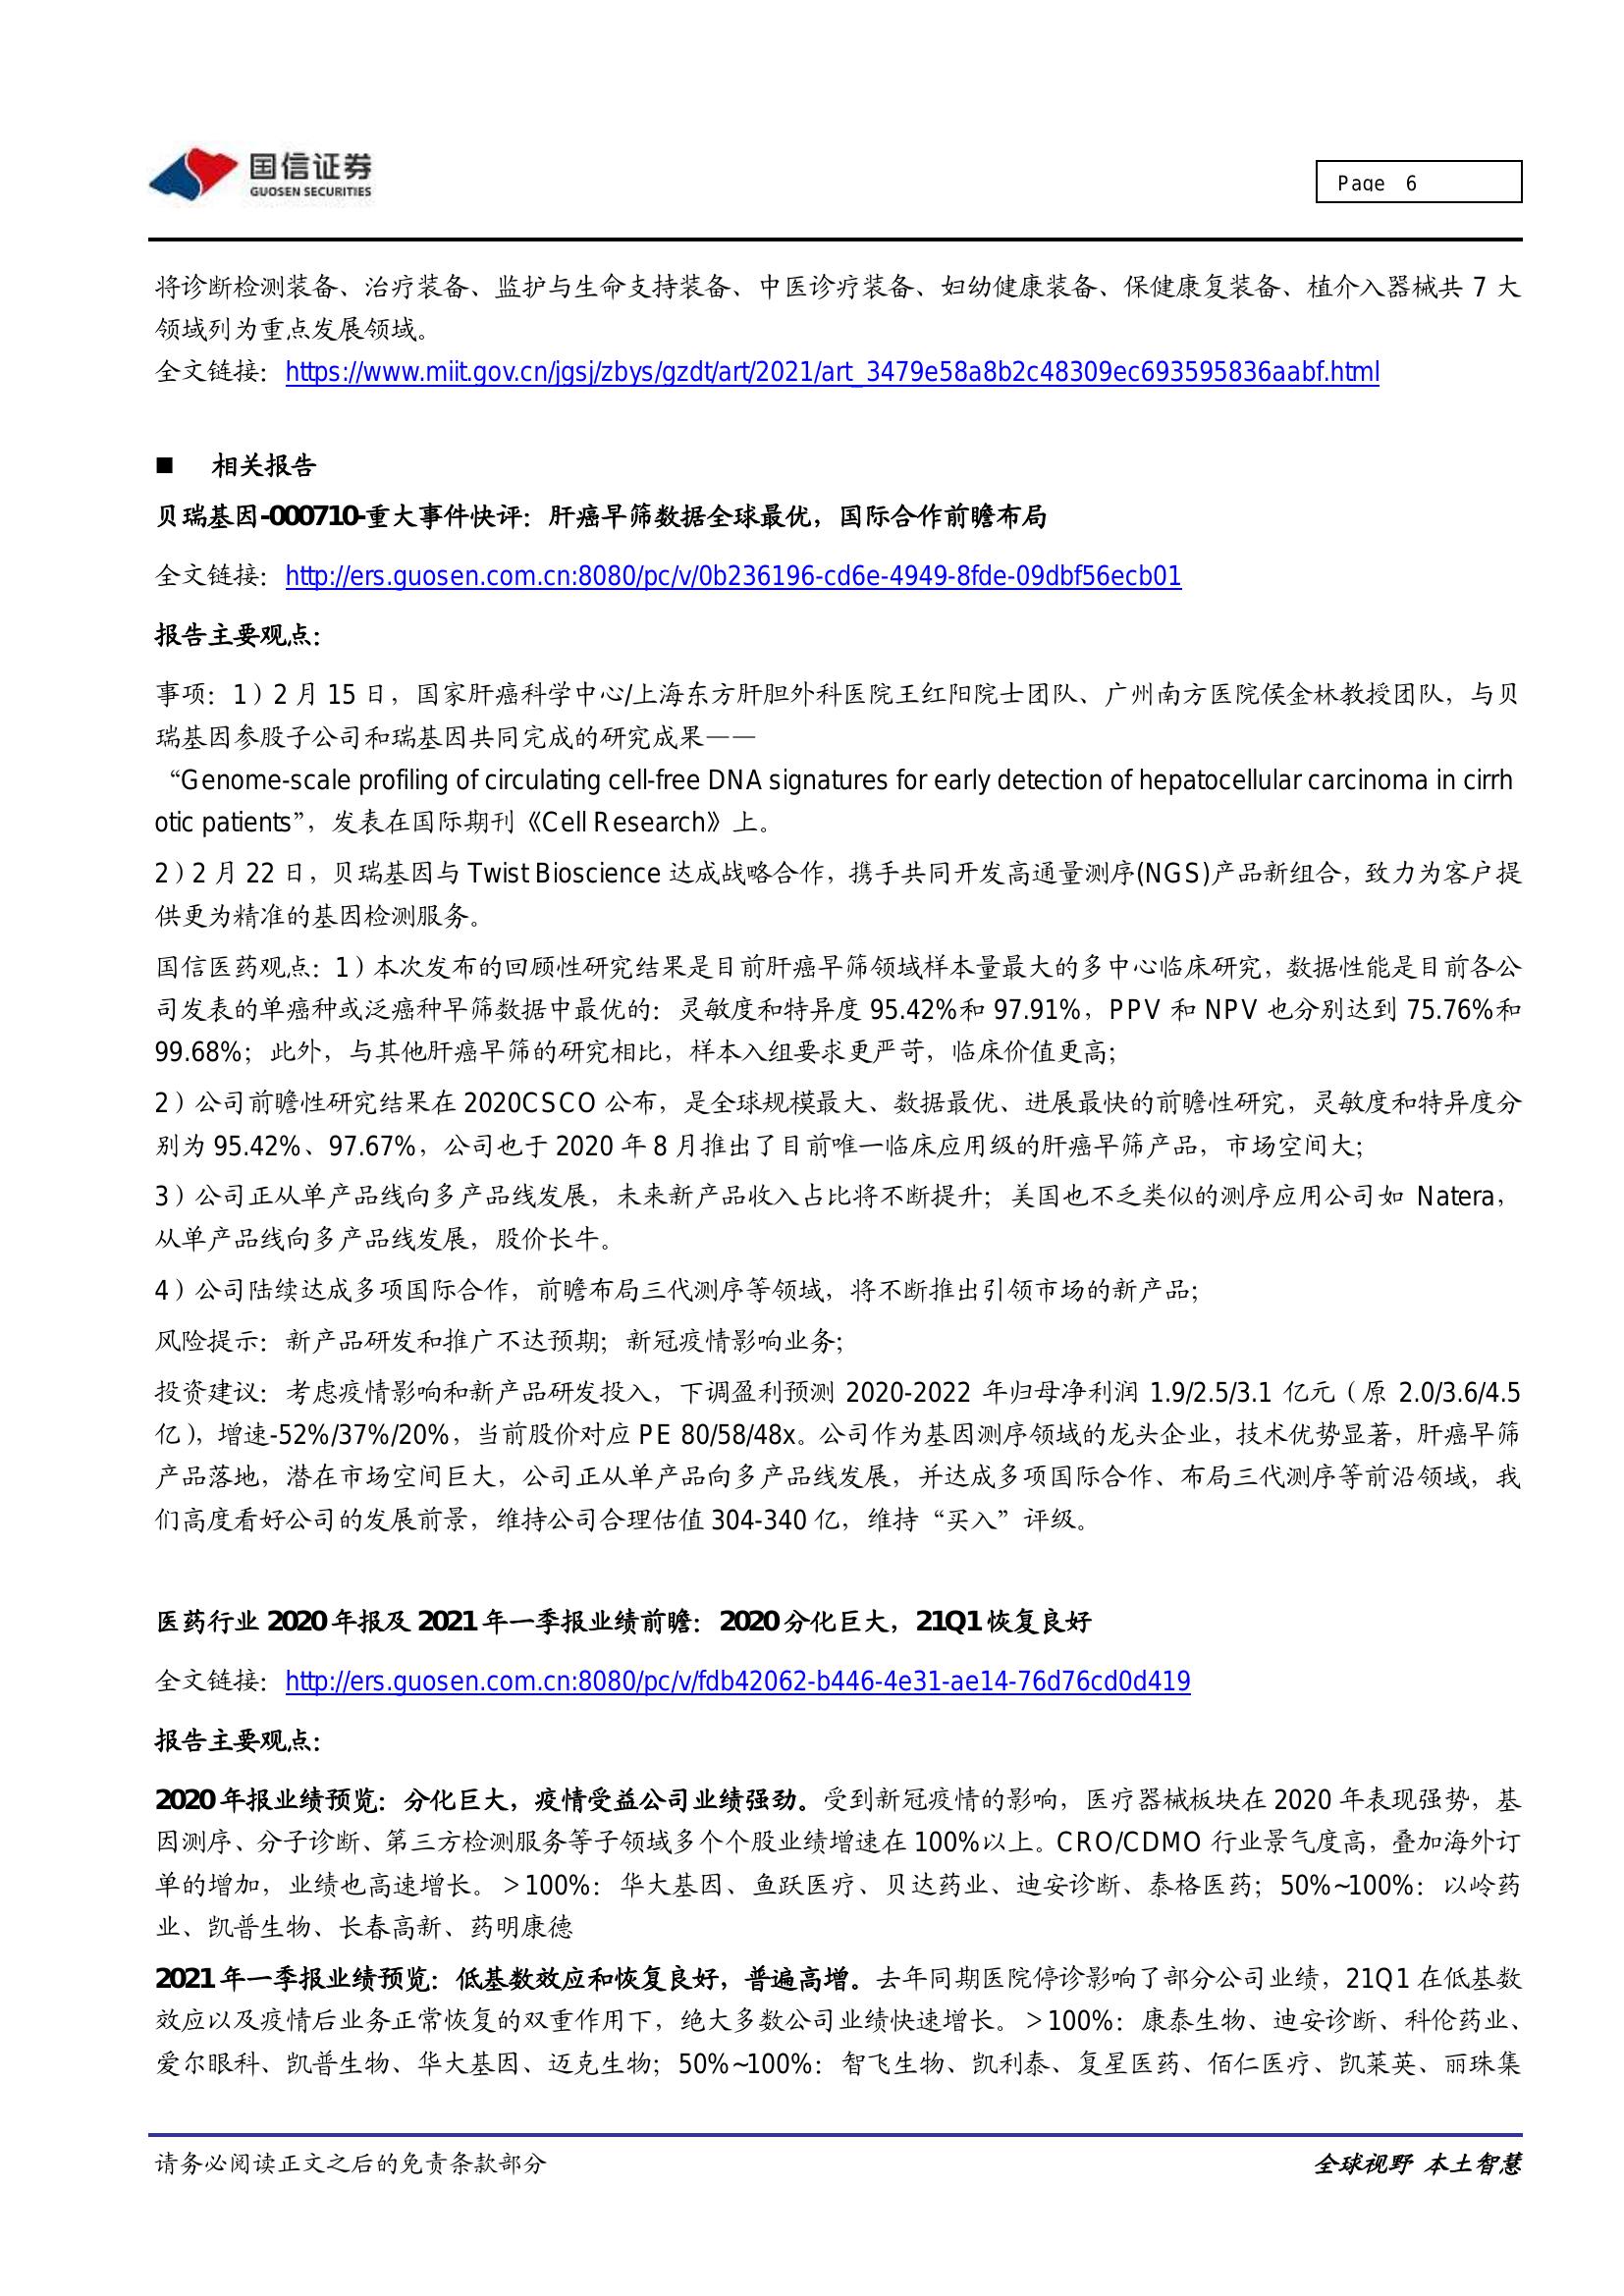 国信证券
GUOSEN SECURITIES
Page 6
将诊断检测装备、治疗装备、监护与生命支持装备、中医诊疗装备、妇幼健康装备、保健康复装备、植介入器械共 7 大
领域列为重点发展领域。
全文链接：https://www.miit.gov.cn/jgsj/zbys/gzdt/art/2021/art_3479e58a8b2c48309ec693595836aabf.html
■ 相关报告
贝瑞基因-000710-重大事件快评：肝癌早筛数据全球最优，国际合作前瞻布局
全文链接：http://ers.guosen.com.cn:8080/pc/v/0b236196-cd6e-4949-8fde-09dbf56ecb01
报告主要观点：
事项：1）2 月 15 日，国家肝癌科学中心/上海东方肝胆外科医院王红阳院士团队、广州南方医院侯金林教授团队，与贝
瑞基因参股子公司和瑞基因共同完成的研究成果——
“Genome-scale profiling of circulating cell-free DNA signatures for early detection of hepatocellular carcinoma in cirrh
otic patients”，发表在国际期刊《Cell Research》上。
2）2 月 22 日，贝瑞基因与 Twist Bioscience 达成战略合作，携手共同开发高通量测序(NGS)产品新组合，致力为客户提
供更为精准的基因检测服务。
国信医药观点：1）本次发布的回顾性研究结果是目前肝癌早筛领域样本量最大的多中心临床研究，数据性能是目前各公
司发表的单癌种或泛癌种早筛数据中最优的：灵敏度和特异度 95.42%和 97.91%，PPV 和 NPV 也分别达到 75.76%和
99.68%；此外，与其他肝癌早筛的研究相比，样本入组要求更严苛，临床价值更高；
2）公司前瞻性研究结果在 2020CSCO 公布，是全球规模最大、数据最优、进展最快的前瞻性研究，灵敏度和特异度分
别为 95.42%、97.67%，公司也于 2020 年 8 月推出了目前唯一临床应用级的肝癌早筛产品，市场空间大；
3）公司正从单产品线向多产品线发展，未来新产品收入占比将不断提升；美国也不乏类似的测序应用公司如 Natera，
从单产品线向多产品线发展，股价长牛。
4）公司陆续达成多项国际合作，前瞻布局三代测序等领域，将不断推出引领市场的新产品；
风险提示：新产品研发和推广不达预期；新冠疫情影响业务；
投资建议：考虑疫情影响和新产品研发投入，下调盈利预测 2020-2022 年归母净利润 1.9/2.5/3.1 亿元（原 2.0/3.6/4.5
亿），增速-52%/37%/20%，当前股价对应 PE 80/58/48x。公司作为基因测序领域的龙头企业，技术优势显著，肝癌早筛
产品落地，潜在市场空间巨大，公司正从单产品向多产品线发展，并达成多项国际合作、布局三代测序等前沿领域，我
们高度看好公司的发展前景，维持公司合理估值 304-340 亿，维持“买入”评级。
医药行业 2020 年报及 2021 年一季报业绩前瞻：2020 分化巨大，21Q1 恢复良好
全文链接：http://ers.guosen.com.cn:8080/pc/v/fdb42062-b446-4e31-ae14-76d76cd0d419
报告主要观点：
2020 年报业绩预览：分化巨大，疫情受益公司业绩强劲。受到新冠疫情的影响，医疗器械板块在 2020 年表现强势，基
因测序、分子诊断、第三方检测服务等子领域多个个股业绩增速在 100%以上。CRO/CDMO 行业景气度高，叠加海外订
单的增加，业绩也高速增长。＞100%：华大基因、鱼跃医疗、贝达药业、迪安诊断、泰格医药；50%~100%：以岭药
业、凯普生物、长春高新、药明康德
2021 年一季报业绩预览：低基数效应和恢复良好，普遍高增。去年同期医院停诊影响了部分公司业绩，21Q1 在低基数
效应以及疫情后业务正常恢复的双重作用下，绝大多数公司业绩快速增长。＞100%：康泰生物、迪安诊断、科伦药业、
爱尔眼科、凯普生物、华大基因、迈克生物；50%~100%：智飞生物、凯利泰、复星医药、佰仁医疗、凯莱英、丽珠集
请务必阅读正文之后的免责条款部分
全球视野 本土智慧